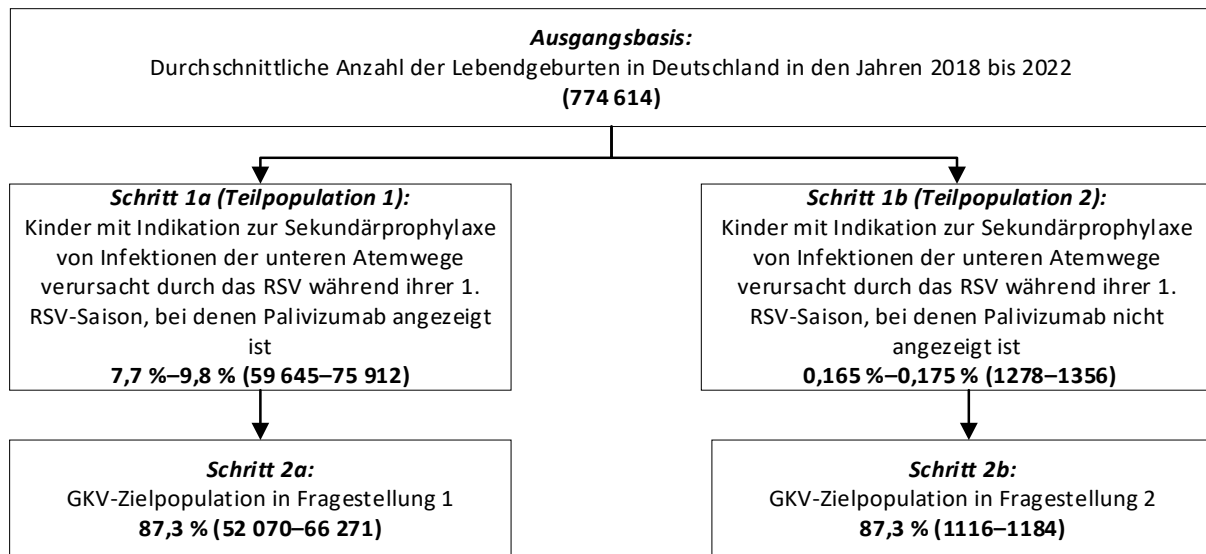 Ausgangsbasis:
Durchschnittliche Anzahl der Lebendgeburten in Deutschland in den Jahren 2018 bis 2022
(774 614)
Schritt 1a (Teilpopulation 1):
Kinder mit Indikation zur Sekundärprophylaxe
von Infektionen der unteren Atemwege
verursacht durch das RSV während ihrer 1.
RSV-Saison, bei denen Palivizumab angezeigt
ist
7,7 %–9,8 % (59 645–75 912)
Schritt 1b (Teilpopulation 2):
Kinder mit Indikation zur Sekundärprophylaxe
von Infektionen der unteren Atemwege
verursacht durch das RSV während ihrer 1.
RSV-Saison, bei denen Palivizumab nicht
angezeigt ist
0,165 %–0,175 % (1278–1356)
Schritt 2a:
GKV-Zielpopulation in Fragestellung 1
87,3 % (52 070–66 271)
Schritt 2b:
GKV-Zielpopulation in Fragestellung 2
87,3 % (1116–1184)